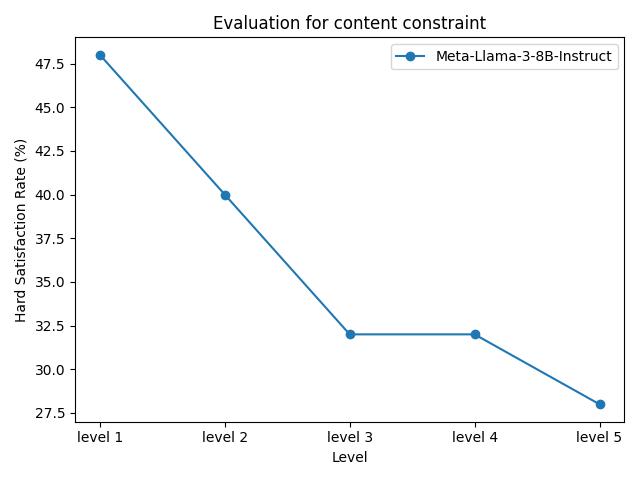 Evaluation for content constraint
Meta-Llama-3-8B-Instruct
Hard Satisfaction Rate (%)
47.5
45.0
42.5
40.0
37.5
35.0
32.5
30.0
27.5
level 1 level 2 level 3 level 4 level 5
Level